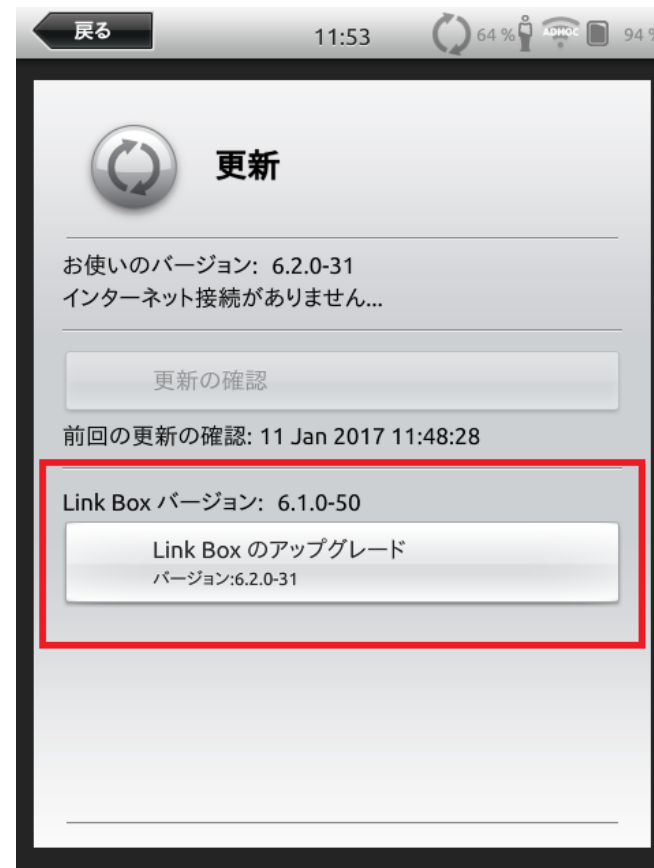 戻る
11:53
64 %
ADHOC
94 %
更新
お使いのバージョン: 6.2.0-31
インターネット接続がありません...
更新の確認
前回の更新の確認: 11 Jan 2017 11:48:28
Link Box バージョン: 6.1.0-50
Link Box のアップグレード
バージョン:6.2.0-31